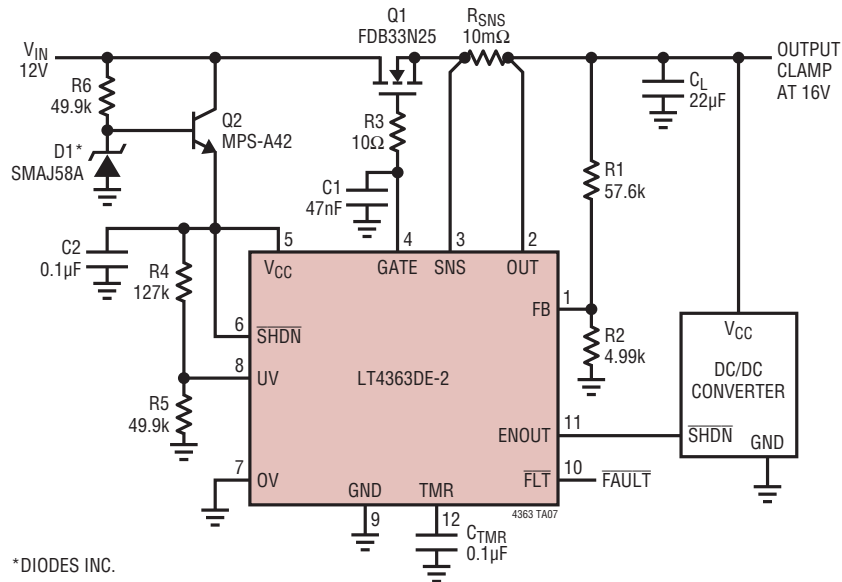 Q1
FDB33N25
RSNS
10mΩ
VIN
12V
OUTPUT
CLAMP
AT 16V
R6
49.9k
Q2
MPS-A42
D1*
SMAJ58A
R3
10Ω
C1
47nF
CL
22µF
R1
57.6k
C2
0.1µF
R4
127k
5
4
3
2
VCC
GATE
SNS
OUT
FB
1
6
SHDN
R2
4.99k
VCC
DC/DC
CONVERTER
8
UV
LT4363DE-2
R5
49.9k
ENOUT
11
SHDN
GND
7
OV
FLT
10
FAULT
GND
TMR
4363 TA07
9
12
CTMR
0.1µF
*DIODES INC.